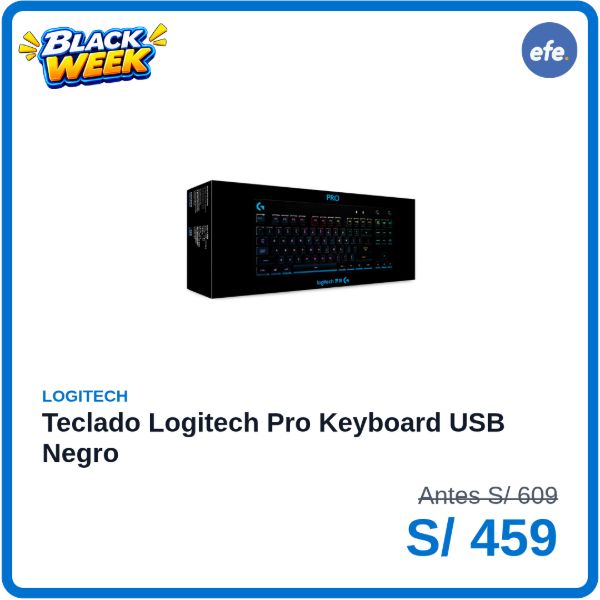 BLACK
WEEK
efe.
PRO
logitech
LOGITECH
Teclado Logitech Pro Keyboard USB
Negro
Antes S/ 609
S/ 459